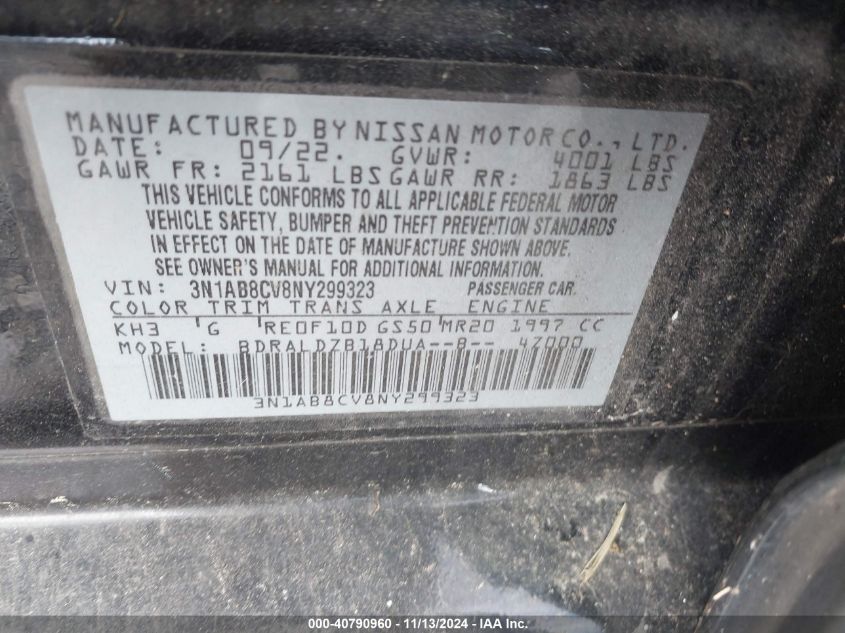 MANUFACTURED BY NISSAN MOTOR CO., LTD.
DATE: 09/22. GVWR: 4001 LBS
GAWR FR: 2161 LBS GAWR RR: 1863 LBS
THIS VEHICLE CONFORMS TO ALL APPLICABLE FEDERAL MOTOR
VEHICLE SAFETY, BUMPER AND THEFT PREVENTION STANDARDS
IN EFFECT ON THE DATE OF MANUFACTURE SHOWN ABOVE.
SEE OWNER'S MANUAL FOR ADDITIONAL INFORMATION.
VIN: 3N1AB8CV8NY299323 PASSENGER CAR.
COLOR TRIM TRANS AXLE ENGINE
KH3 G RE0F10D GS50 MR20 1997 CC
MODEL: BDRALDZB18DUA--B-- 4Z000
3N1AB8CV8NY299323
000-40790960 - 11/13/2024 - IAA Inc.